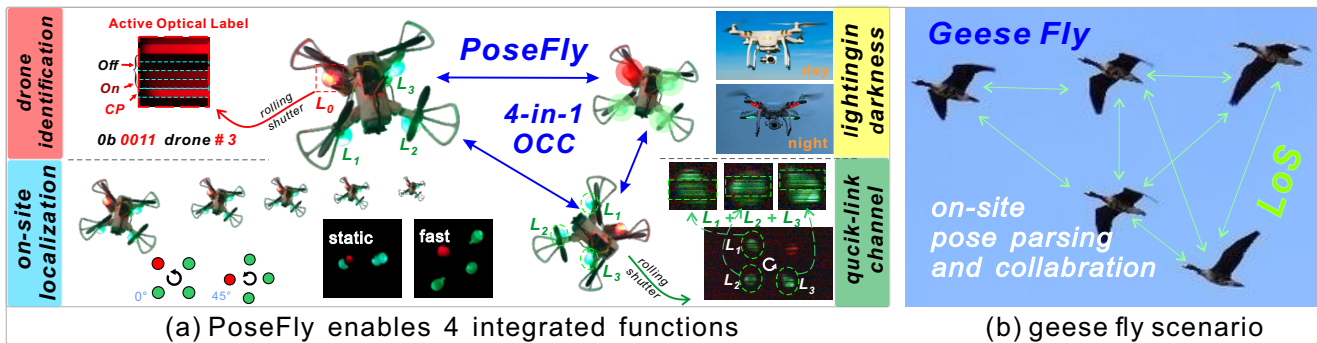 drone
identification
Active Optical Label
Off
On
CP
0b 0011 drone # 3
rolling
shutter
L0
L3
L1
L2
PoseFly
4-in-1
OCC
day
night
lightingin
darkness
on-site
localization
0°
45°
static
fast
L1
L2
L3
rolling
shutter
L1 + L2 + L3
L1
L2
L3
qucik-link
channel
(a) PoseFly enables 4 integrated functions
Geese Fly
LoS
on-site
pose parsing
and collabration
(b) geese fly scenario